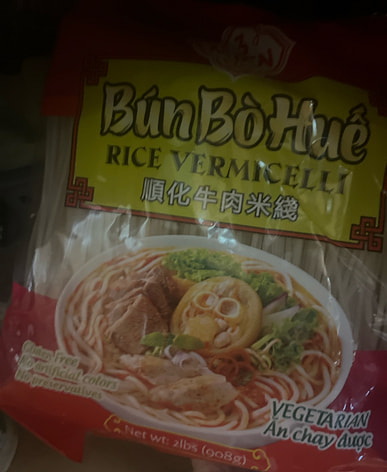 Bún Bò Huế
RICE VERMICELLI
順化牛肉米綫
Gluten Free
No artificial colors
No preservatives
VEGETARIAN
Ăn chay được
Net wt: 2lbs (908g)